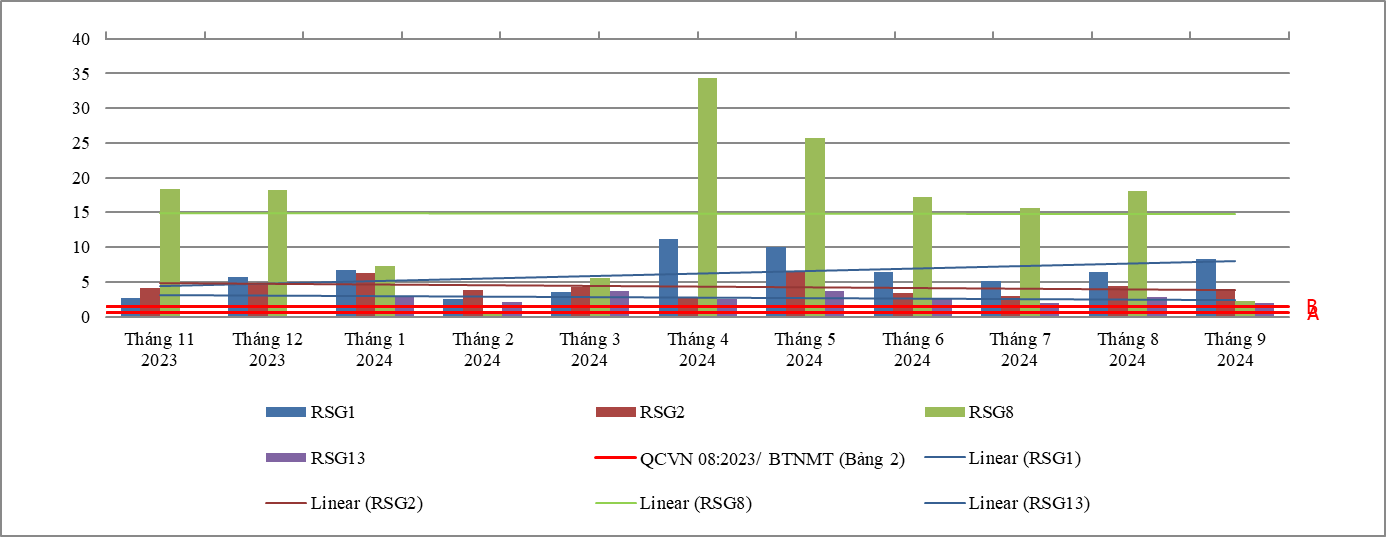 40
35
30
25
20
15
10
5
0
B
A
Tháng 11 2023
Tháng 12 2023
Tháng 1 2024
Tháng 2 2024
Tháng 3 2024
Tháng 4 2024
Tháng 5 2024
Tháng 6 2024
Tháng 7 2024
Tháng 8 2024
Tháng 9 2024
RSG1
RSG2
RSG8
RSG13
QCVN 08:2023/ BTNMT (Bảng 2)
Linear (RSG1)
Linear (RSG2)
Linear (RSG8)
Linear (RSG13)